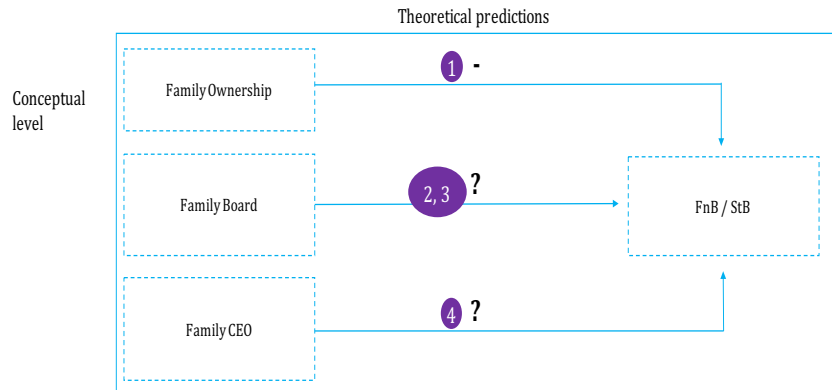 Theoretical predictions
Conceptual
level
Family Ownership
1 -
Family Board
2, 3 ?
FnB / StB
Family CEO
4 ?